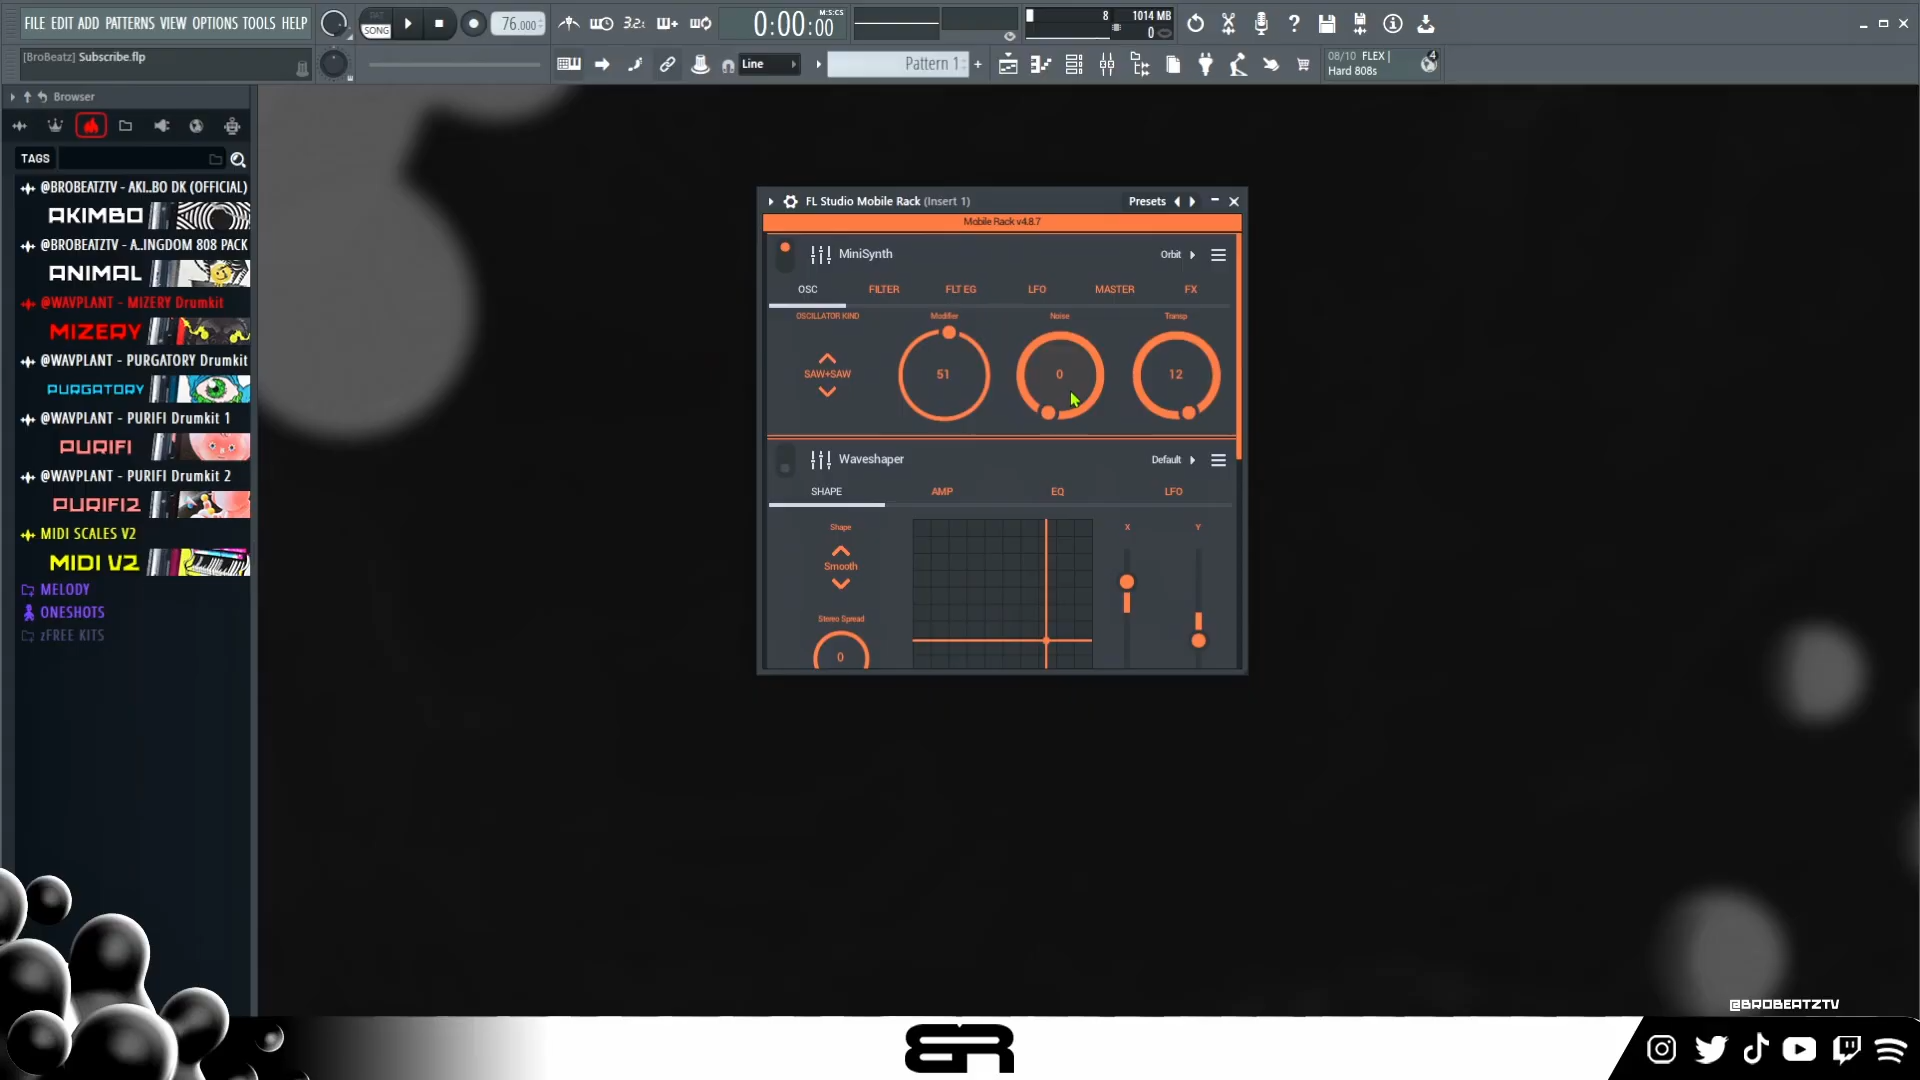 FILE EDIT ADD PATTERNS VIEW OPTIONS TOOLS HELP
SONG
76.000
3.2
0:00:00
M:S:CS
8
1014 MB
0
[BroBeatz] Subscribe.flp
Line
Pattern 1
+
08/10 FLEX |
Hard 808s
4
Browser
TAGS
@BROBEATZTV - AKI..BO DK (OFFICIAL)
AKIMBO
@BROBEATZTV - A..INGDOM 808 PACK
ANIMAL
@WAVPLANT - MIZERY Drumkit
MIZERY
@WAVPLANT - PURGATORY Drumkit
PURGATORY
@WAVPLANT - PURIFI Drumkit 1
PURIFI
@WAVPLANT - PURIFI Drumkit 2
PURIFI2
MIDI SCALES V2
MIDI V2
MELODY
ONESHOTS
zFREE KITS
FL Studio Mobile Rack (Insert 1)
Presets
Mobile Rack v4.8.7
MiniSynth
Orbit
OSC FILTER FLT EG LFO MASTER FX
OSCILLATOR KIND Modifier Noise Transp
SAW+SAW 51 0 12
Waveshaper
Default
SHAPE AMP EQ LFO
Shape X Y
Smooth
Stereo Spread
0
@BROBEATZTV
BR